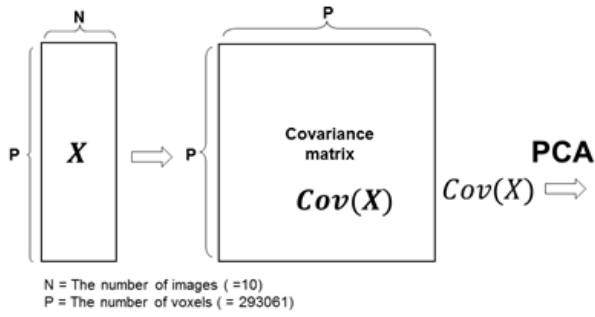 N
P
P
X
P
Covariance
matrix
Cov(X)
PCA
Cov(X)
N = The number of images ( =10)
P = The number of voxels ( = 293061)